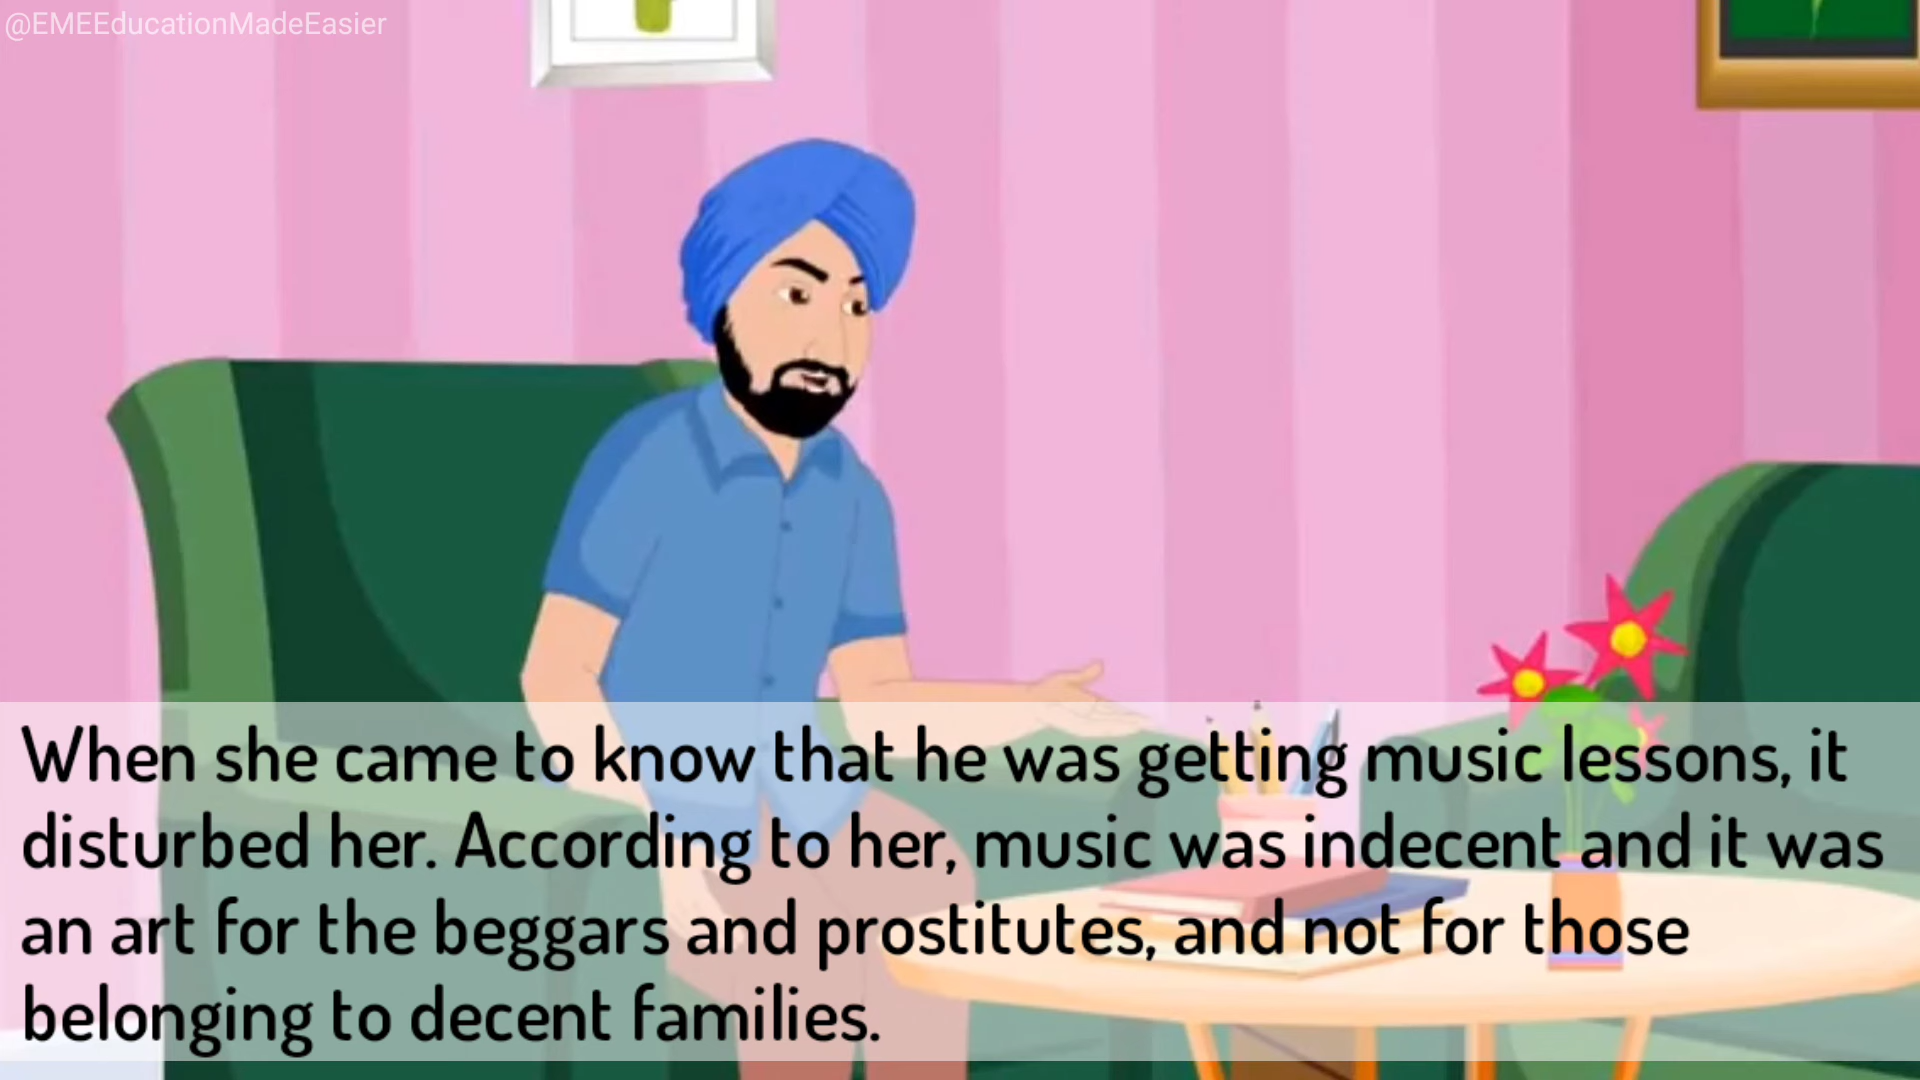 @EMEEducationMadeEasier
When she came to know that he was getting music lessons, it
disturbed her. According to her, music was indecent and it was
an art for the beggars and prostitutes, and not for those
belonging to decent families.